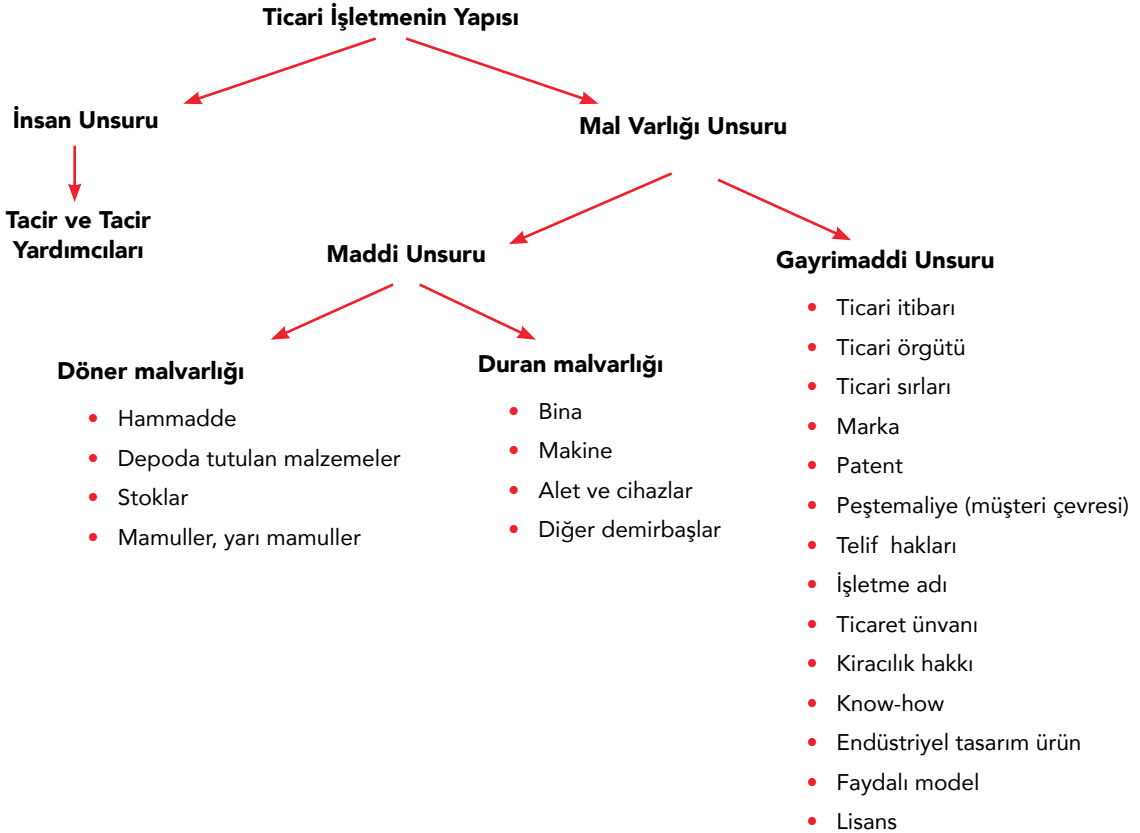 Ticari İşletmenin Yapısı
İnsan Unsuru
Mal Varlığı Unsuru
Tacir ve Tacir
Yardımcıları
Maddi Unsuru
Gayrimaddi Unsuru
Döner malvarlığı
• Hammadde
• Depoda tutulan malzemeler
• Stoklar
• Mamuller, yarı mamuller
Duran malvarlığı
• Bina
• Makine
• Alet ve cihazlar
• Diğer demirbaşlar
• Ticari itibarı
• Ticari örgütü
• Ticari sırları
• Marka
• Patent
• Peştemaliye (müşteri çevresi)
• Telif hakları
• İşletme adı
• Ticaret ünvanı
• Kiracılık hakkı
• Know-how
• Endüstriyel tasarım ürün
• Faydalı model
• Lisans